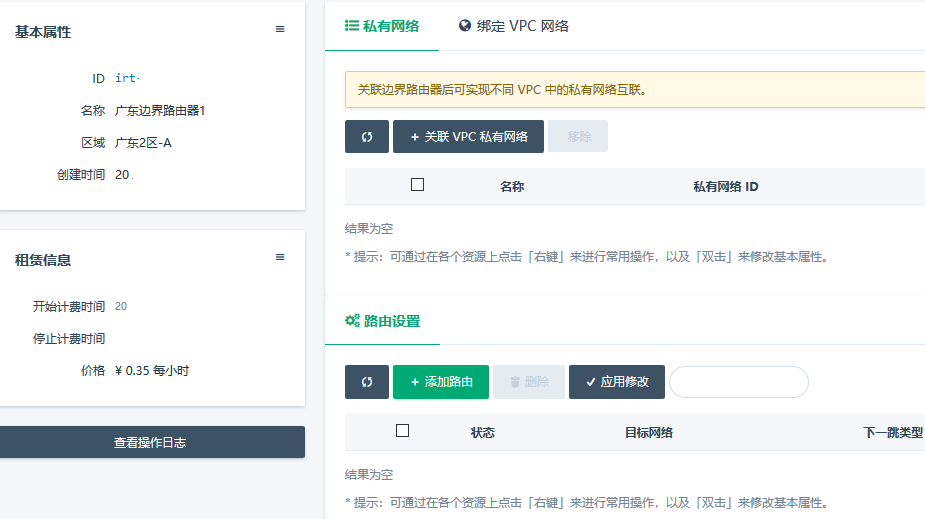 基本属性
ID irt-
名称 广东边界路由器1
区域 广东2区-A
创建时间 20
租赁信息
开始计费时间 20
停止计费时间
价格 ¥ 0.35 每小时
查看操作日志
私有网络 绑定 VPC 网络
关联边界路由器后可实现不同 VPC 中的私有网络互联。
+ 关联 VPC 私有网络 移除
名称 私有网络 ID
结果为空
* 提示：可通过在各个资源上点击「右键」来进行常用操作，以及「双击」来修改基本属性。
路由设置
+ 添加路由 删除 应用修改
状态 目标网络 下一跳类型
结果为空
* 提示：可通过在各个资源上点击「右键」来进行常用操作，以及「双击」来修改基本属性。